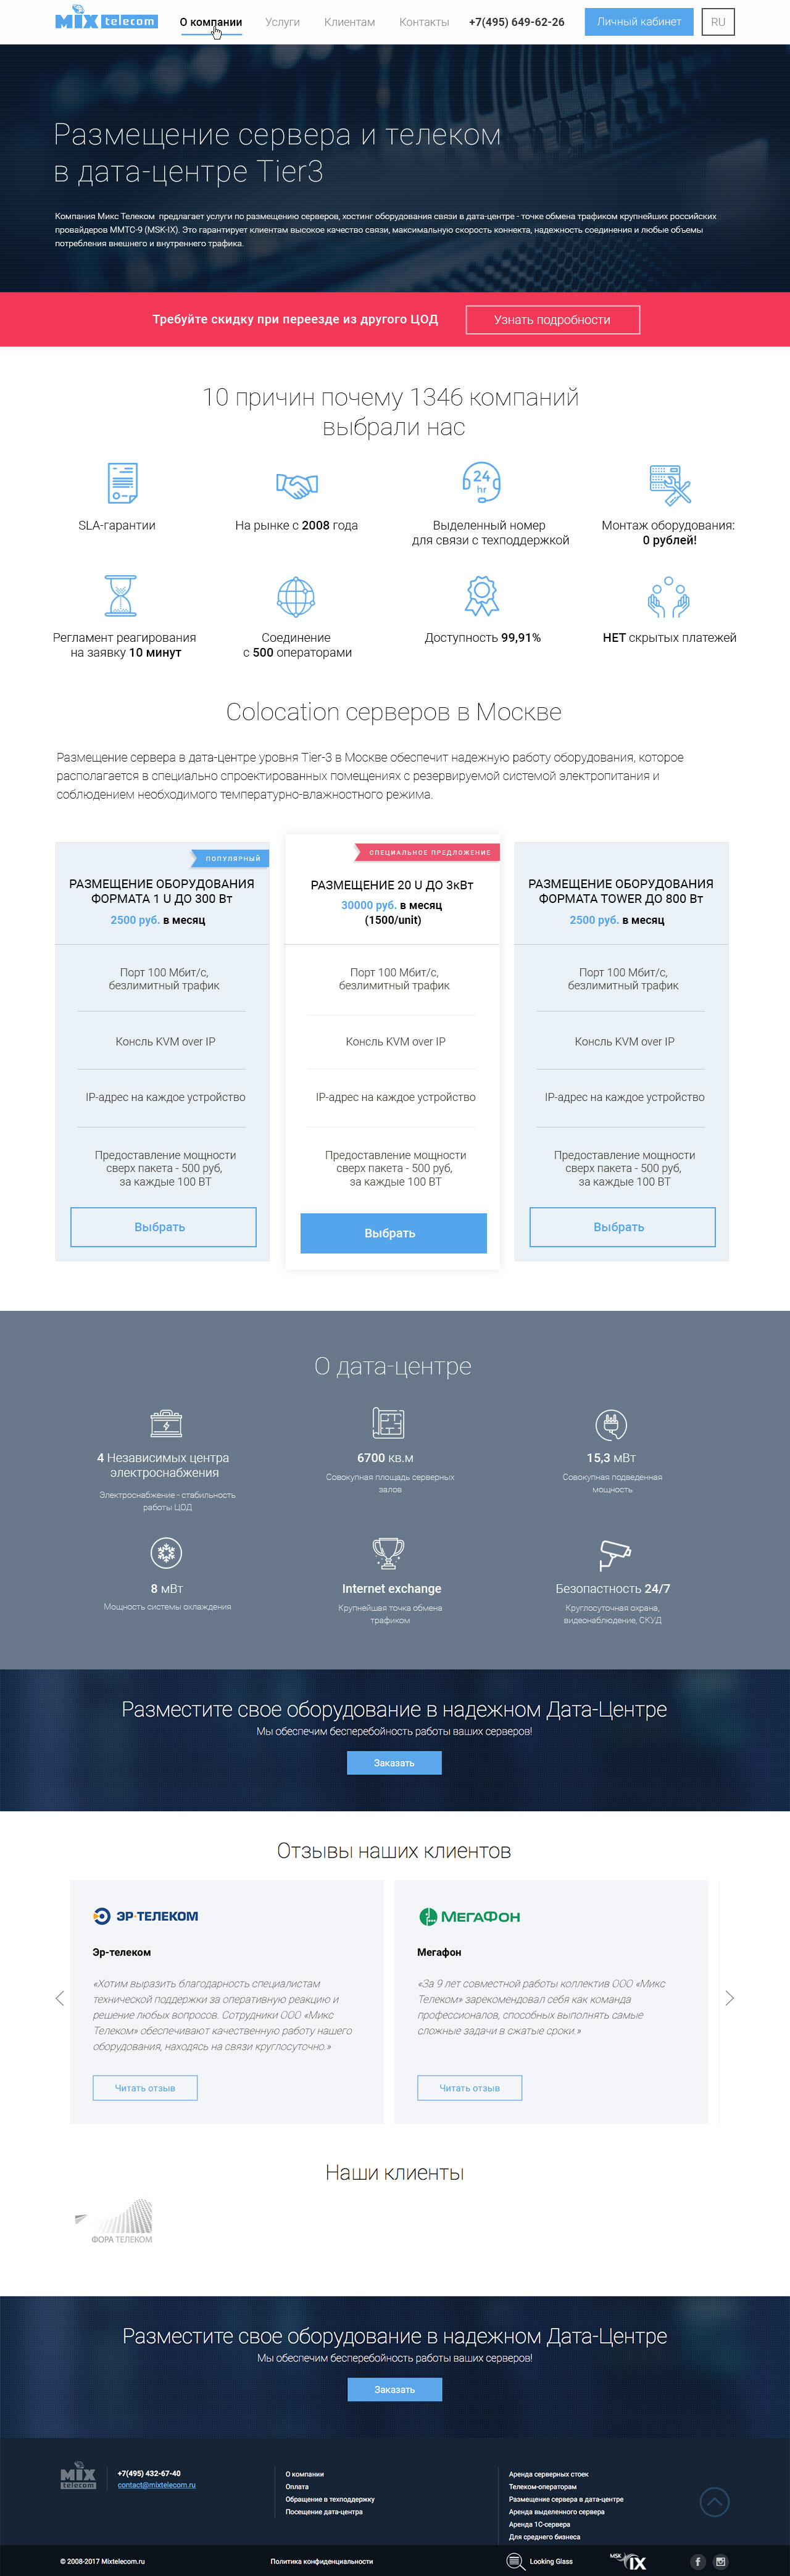 MIX telecom
О компании
Услуги
Клиентам
Контакты
+7(495) 649-62-26
Личный кабинет
RU
Размещение сервера и телеком
в дата-центре Tier3
Компания Микс Телеком предлагает услуги по размещению серверов, хостинг оборудования связи в дата-центре - точке обмена трафиком крупнейших российских
провайдеров ММТС-9 (MSK-IX). Это гарантирует клиентам высокое качество связи, максимальную скорость коннекта, надежность соединения и любые объемы
потребления внешнего и внутреннего трафика.
Требуйте скидку при переезде из другого ЦОД
Узнать подробности
10 причин почему 1346 компаний
выбрали нас
24
hr
SLA-гарантии
На рынке с 2008 года
Выделенный номер
для связи с техподдержкой
Монтаж оборудования:
0 рублей!
Регламент реагирования
на заявку 10 минут
Соединение
с 500 операторами
Доступность 99,91%
НЕТ скрытых платежей
Colocation серверов в Москве
Размещение сервера в дата-центре уровня Tier-3 в Москве обеспечит надежную работу оборудования, которое
располагается в специально спроектированных помещениях с резервируемой системой электропитания и
соблюдением необходимого температурно-влажностного режима.
ПОПУЛЯРНЫЙ
РАЗМЕЩЕНИЕ ОБОРУДОВАНИЯ
ФОРМАТА 1 U ДО 300 Вт
2500 руб. в месяц
Порт 100 Мбит/с,
безлимитный трафик
Консль KVM over IP
IP-адрес на каждое устройство
Предоставление мощности
сверх пакета - 500 руб,
за каждые 100 ВТ
Выбрать
СПЕЦИАЛЬНОЕ ПРЕДЛОЖЕНИЕ
РАЗМЕЩЕНИЕ 20 U ДО 3кВт
30000 руб. в месяц
(1500/unit)
Порт 100 Мбит/с,
безлимитный трафик
Консль KVM over IP
IP-адрес на каждое устройство
Предоставление мощности
сверх пакета - 500 руб,
за каждые 100 ВТ
Выбрать
РАЗМЕЩЕНИЕ ОБОРУДОВАНИЯ
ФОРМАТА TOWER ДО 800 Вт
2500 руб. в месяц
Порт 100 Мбит/с,
безлимитный трафик
Консль KVM over IP
IP-адрес на каждое устройство
Предоставление мощности
сверх пакета - 500 руб,
за каждые 100 ВТ
Выбрать
О дата-центре
4 Независимых центра
электроснабжения
Электроснабжение - стабильность
работы ЦОД
6700 кв.м
Совокупная площадь серверных
залов
15,3 мВт
Совокупная подведенная
мощность
8 мВт
Мощность системы охлаждения
Internet exchange
Крупнейшая точка обмена
трафиком
Безопастность 24/7
Круглосуточная охрана,
видеонаблюдение, СКУД
Разместите свое оборудование в надежном Дата-Центре
Мы обеспечим бесперебойность работы ваших серверов!
Заказать
Отзывы наших клиентов
ЭР-ТЕЛЕКОМ
Эр-телеком
«Хотим выразить благодарность специалистам
технической поддержки за оперативную реакцию и
решение любых вопросов. Сотрудники ООО «Микс
Телеком» обеспечивают качественную работу нашего
оборудования, находясь на связи круглосуточно.»
Читать отзыв
МЕГАФОН
Мегафон
«За 9 лет совместной работы коллектив ООО «Микс
Телеком» зарекомендовал себя как команда
профессионалов, способных выполнять самые
сложные задачи в сжатые сроки.»
Читать отзыв
Наши клиенты
ФОРА ТЕЛЕКОМ
Разместите свое оборудование в надежном Дата-Центре
Мы обеспечим бесперебойность работы ваших серверов!
Заказать
MIX telecom
+7(495) 432-67-40
contact@mixtelecom.ru
О компании
Оплата
Обращение в техподдержку
Посещение дата-центра
Аренда серверных стоек
Телеком-операторам
Размещение сервера в дата-центре
Аренда выделенного сервера
Аренда 1С-сервера
Для среднего бизнеса
© 2008-2017 Mixtelecom.ru
Политика конфиденциальности
Looking Glass
MSK IX
f